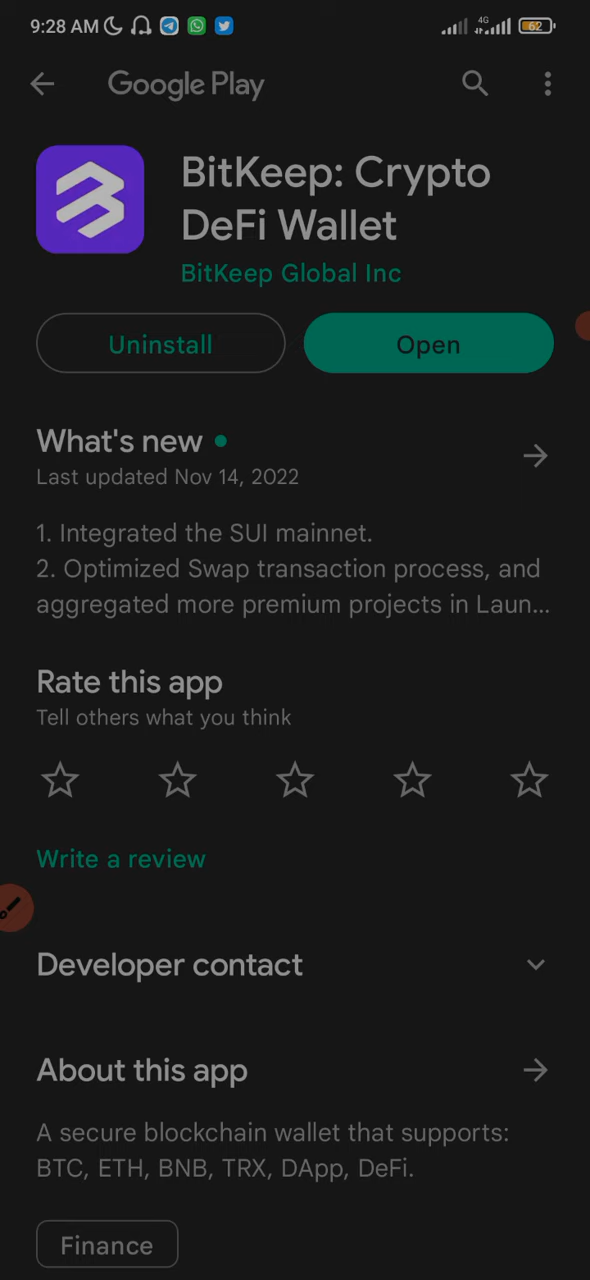 9:28 AM
4G
62
Google Play
BitKeep: Crypto
DeFi Wallet
BitKeep Global Inc
Uninstall
Open
What's new
Last updated Nov 14, 2022
1. Integrated the SUI mainnet.
2. Optimized Swap transaction process, and
aggregated more premium projects in Laun...
Rate this app
Tell others what you think
Write a review
Developer contact
About this app
A secure blockchain wallet that supports:
BTC, ETH, BNB, TRX, DApp, DeFi.
Finance